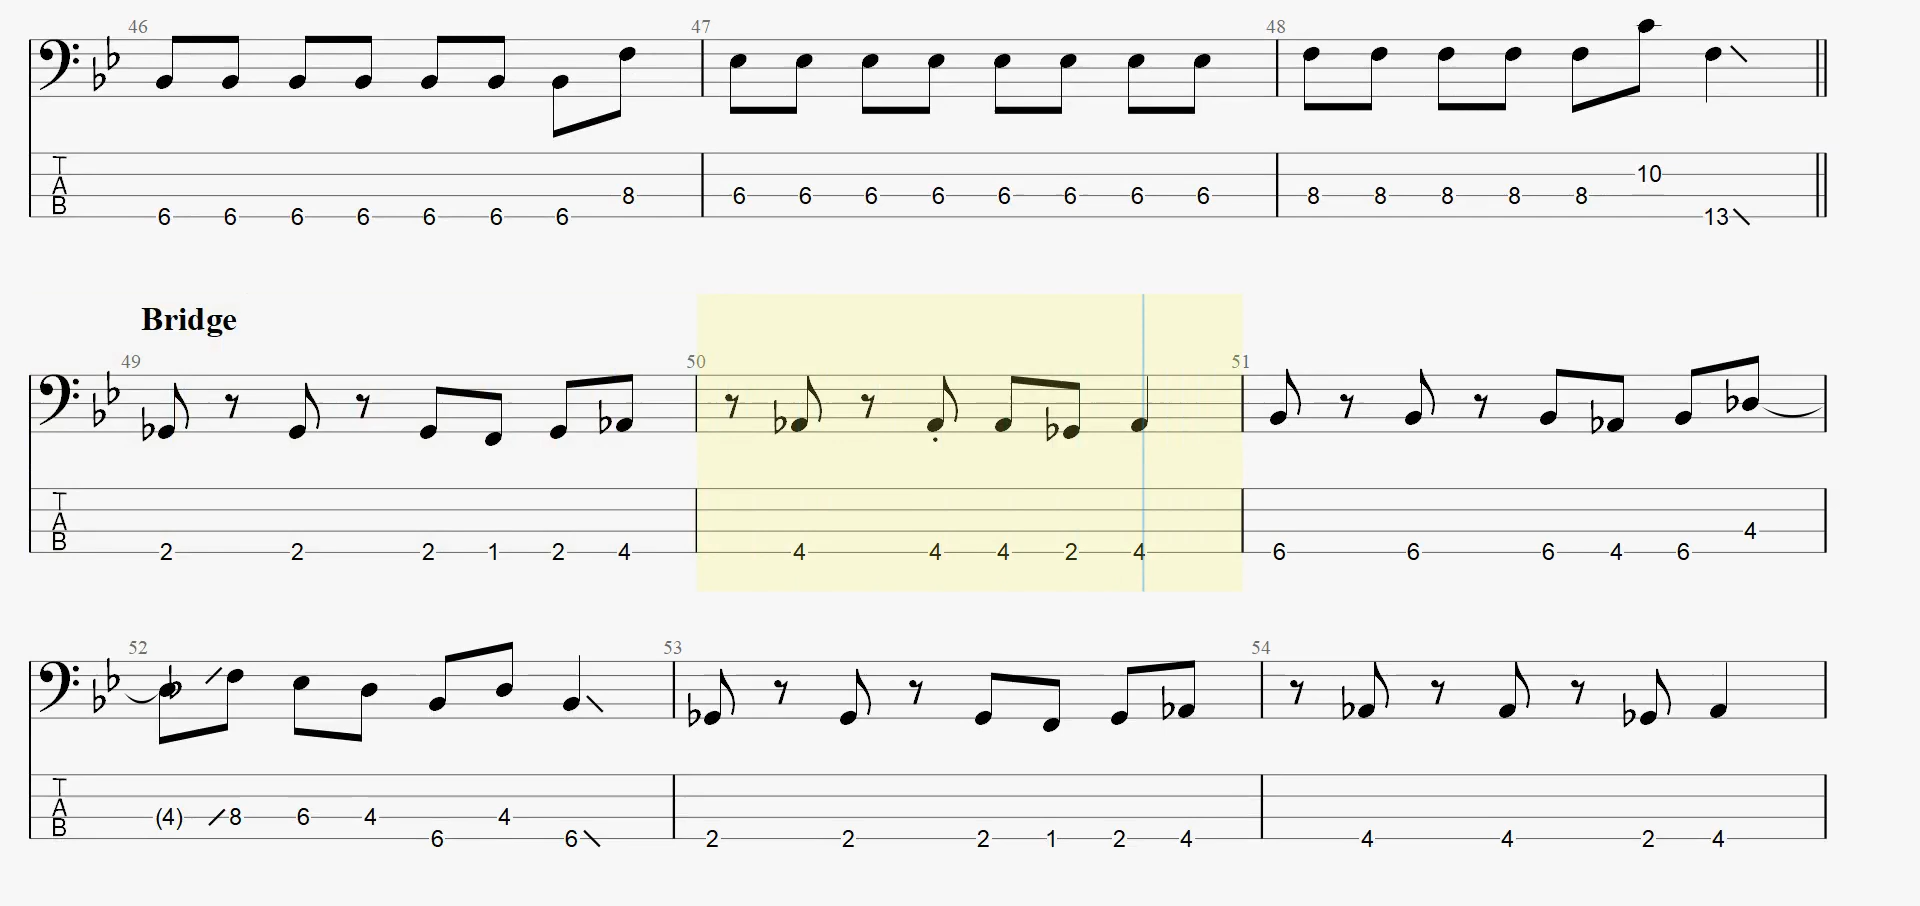 46 47 48
T
A
B
10
8 6 6 6 6 6 6 6 6 8 8 8 8 8
6 6 6 6 6 6 6 13
Bridge
49 50 51
T
A
B
4
2 2 2 1 2 4 4 4 4 2 4 6 6 6 4 6
52 53 54
T
A
B
(4) 8 6 4 4
6 6 2 2 2 1 2 4 4 4 2 4